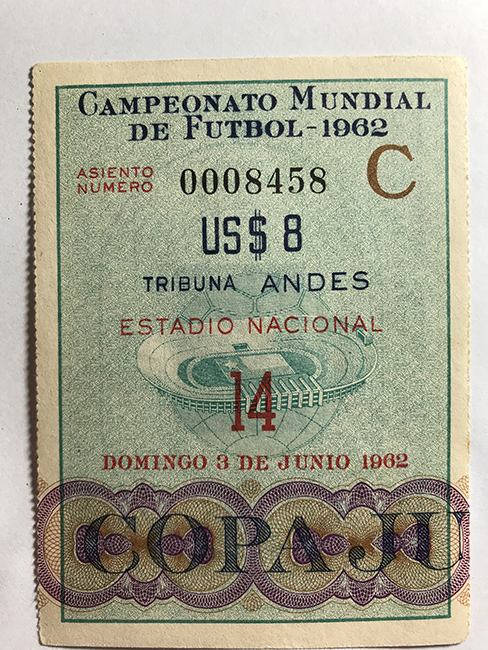 CAMPEONATO MUNDIAL
DE FUTBOL-1962
ASIENTO
NUMERO 0008458 C
US$ 8
TRIBUNA ANDES
ESTADIO NACIONAL
14
DOMINGO 3 DE JUNIO 1962
COPA JU